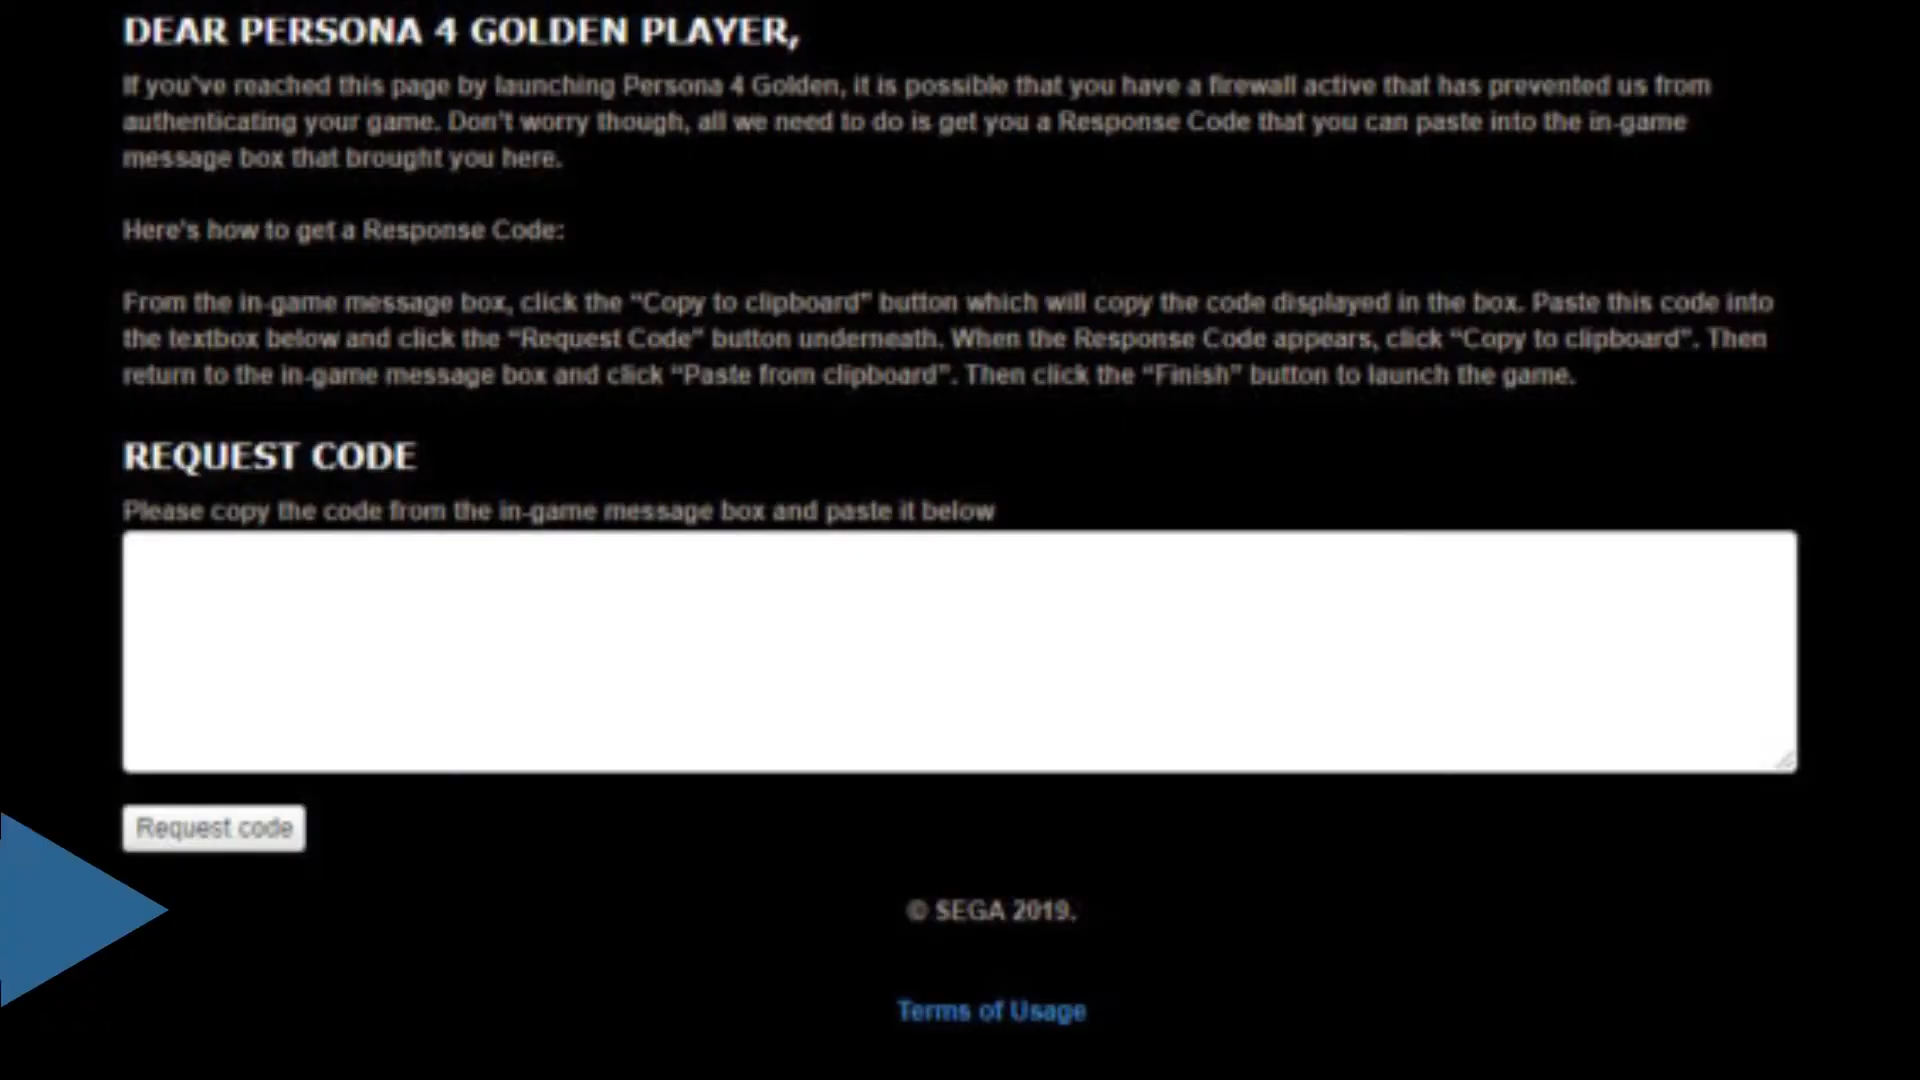 DEAR PERSONA 4 GOLDEN PLAYER,
If you've reached this page by launching Persona 4 Golden, it is possible that you have a firewall active that has prevented us from
authenticating your game. Don't worry though, all we need to do is get you a Response Code that you can paste into the in-game
message box that brought you here.
Here's how to get a Response Code:
From the in-game message box, click the “Copy to clipboard” button which will copy the code displayed in the box. Paste this code into
the textbox below and click the “Request Code” button underneath. When the Response Code appears, click “Copy to clipboard”. Then
return to the in-game message box and click “Paste from clipboard”. Then click the “Finish” button to launch the game.
REQUEST CODE
Please copy the code from the in-game message box and paste it below
Request code
© SEGA 2019.
Terms of Usage